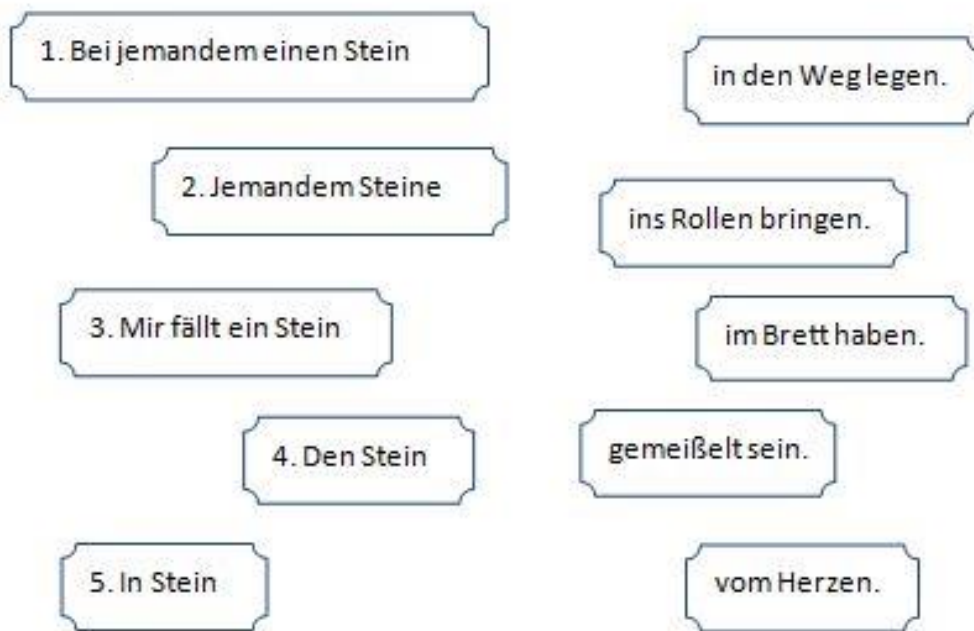 1. Bei jemandem einen Stein
in den Weg legen.
2. Jemandem Steine
ins Rollen bringen.
3. Mir fällt ein Stein
im Brett haben.
4. Den Stein
gemeißelt sein.
5. In Stein
vom Herzen.